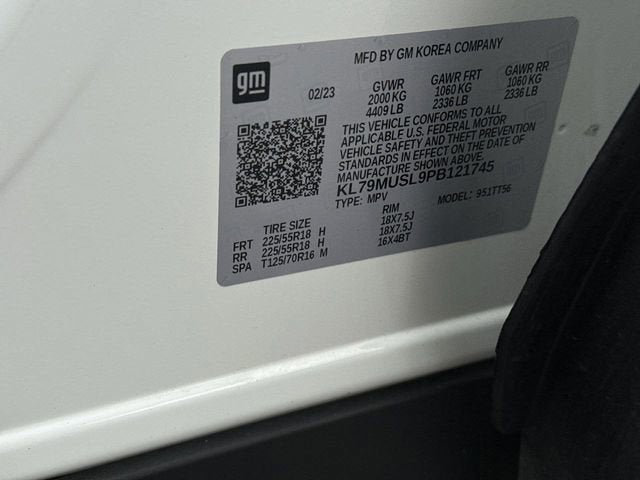 gm
MFD BY GM KOREA COMPANY
02/23
GVWR GAWR FRT GAWR RR
2000 KG 1060 KG 1060 KG
4409 LB 2336 LB 2336 LB
THIS VEHICLE CONFORMS TO ALL
APPLICABLE U.S. FEDERAL MOTOR
VEHICLE SAFETY AND THEFT PREVENTION
STANDARDS IN EFFECT ON THE DATE OF
MANUFACTURE SHOWN ABOVE.
KL79MUSL9PB121745
TYPE: MPV MODEL: 951TT56
TIRE SIZE RIM
FRT 225/55R18 H 18X7.5J
RR 225/55R18 H 18X7.5J
SPA T125/70R16 M 16X4BT